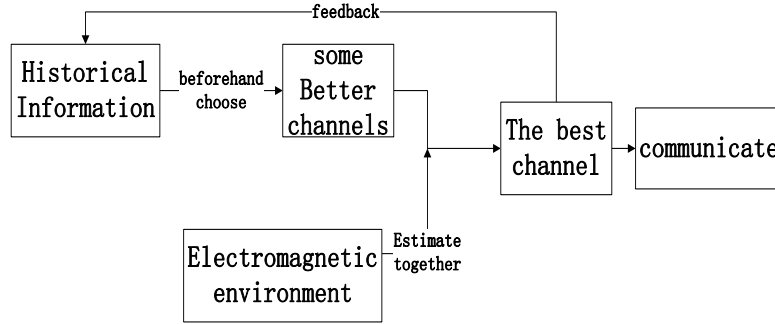 feedback
Historical
Information
beforehand
choose
some
Better
channels
The best
channel
communicate
Electromagnetic
environment
Estimate
together